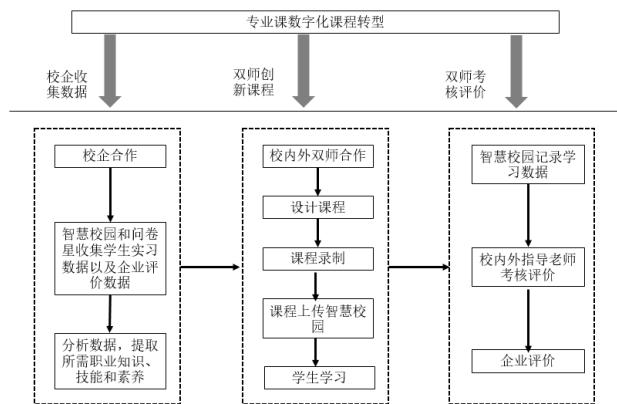 专业课数字化课程转型
校企收
集数据
双师创
新课程
双师考
核评价
校企合作
智慧校园和问卷
星收集学生实习
数据以及企业评
价数据
分析数据，提取
所需职业知识、
技能和素养
校内外双师合作
设计课程
课程录制
课程上传智慧校
园
学生学习
智慧校园记录学
习数据
校内外指导老师
考核评价
企业评价